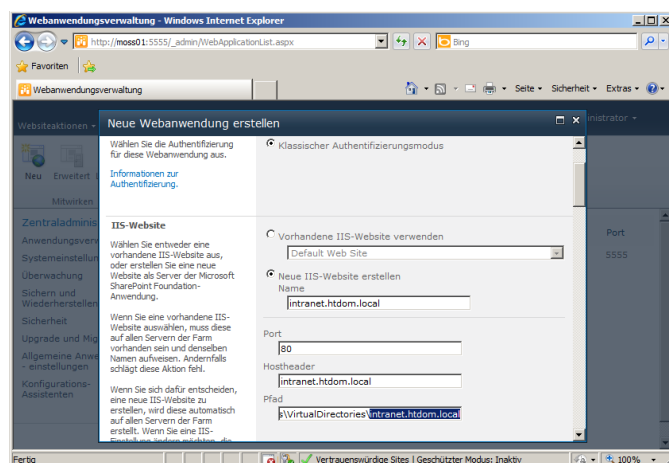 Webanwendungsverwaltung - Windows Internet Explorer
http://moss01:5555/_admin/WebApplicationList.aspx
Bing
Favoriten
Webanwendungsverwaltung
Seite
Sicherheit
Extras
Websiteaktionen
inistrator
Neue Webanwendung erstellen
Neu
Erweitert
Mitwirken
Zentraladminis
Anwendungsverw
Systemeinstellun
Überwachung
Sichern und
Wiederherstellen
Sicherheit
Upgrade und Mig
Allgemeine Anwe
- einstellungen
Konfigurations-
Assistenten
Wählen Sie die Authentifizierung
für diese Webanwendung aus.
Informationen zur
Authentifizierung.
Klassischer Authentifizierungsmodus
IIS-Website
Wählen Sie entweder eine
vorhandene IIS-Website aus,
oder erstellen Sie eine neue
Website als Server der Microsoft
SharePoint Foundation-
Anwendung.
Wenn Sie eine vorhandene IIS-
Website auswählen, muss diese
auf allen Servern der Farm
vorhanden sein und denselben
Namen aufweisen. Andernfalls
schlägt diese Aktion fehl.
Wenn Sie sich dafür entscheiden,
eine neue IIS-Website zu
erstellen, wird diese automatisch
auf allen Servern der Farm
erstellt. Wenn Sie eine IIS-
Einstellung ändern möchten, die
Vorhandene IIS-Website verwenden
Default Web Site
Neue IIS-Website erstellen
Name
intranet.htdom.local
Port
80
Hostheader
intranet.htdom.local
Pfad
s\VirtualDirectories\intranet.htdom.local
Port
5555
Fertig
Vertrauenswürdige Sites | Geschützter Modus: Inaktiv
100%